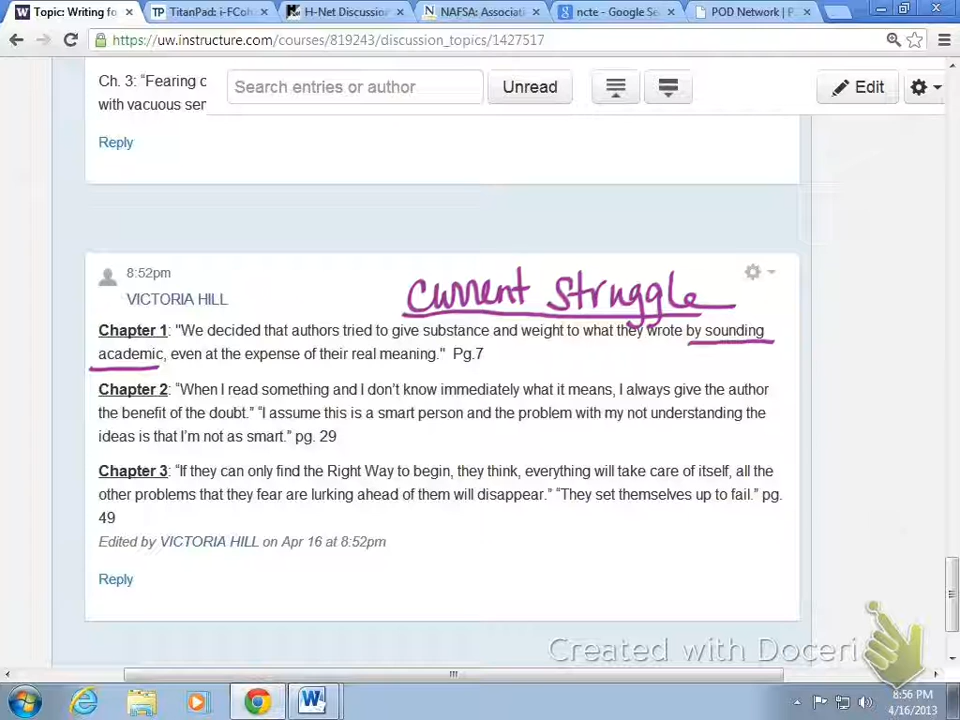 Topic: Writing for
TitanPad: i-FCoh
H-Net Discussion
NAFSA: Associati
ncte - Google Se
POD Network | P
https://uw.instructure.com/courses/819243/discussion_topics/1427517
Ch. 3: “Fearing c
with vacuous sen
Search entries or author
Unread
Edit
Reply
8:52pm
VICTORIA HILL
current struggle
Chapter 1: "We decided that authors tried to give substance and weight to what they wrote by sounding
academic, even at the expense of their real meaning." Pg.7
Chapter 2: “When I read something and I don’t know immediately what it means, I always give the author
the benefit of the doubt.” “I assume this is a smart person and the problem with my not understanding the
ideas is that I’m not as smart.” pg. 29
Chapter 3: “If they can only find the Right Way to begin, they think, everything will take care of itself, all the
other problems that they fear are lurking ahead of them will disappear.” “They set themselves up to fail.” pg.
49
Edited by VICTORIA HILL on Apr 16 at 8:52pm
Reply
Created with Doceri
8:56 PM
4/16/2013